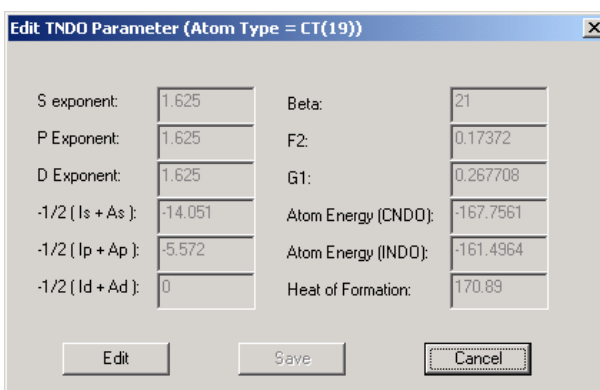 Edit TNDO Parameter (Atom Type = CT(19))
S exponent: 1.625 Beta: 21
P Exponent: 1.625 F2: 0.17372
D Exponent: 1.625 G1: 0.267708
-1/2 ( Is + As ): -14.051 Atom Energy (CNDO): -167.7561
-1/2 ( Ip + Ap ): -5.572 Atom Energy (INDO): -161.4964
-1/2 ( Id + Ad ): 0 Heat of Formation: 170.89
Edit Save Cancel